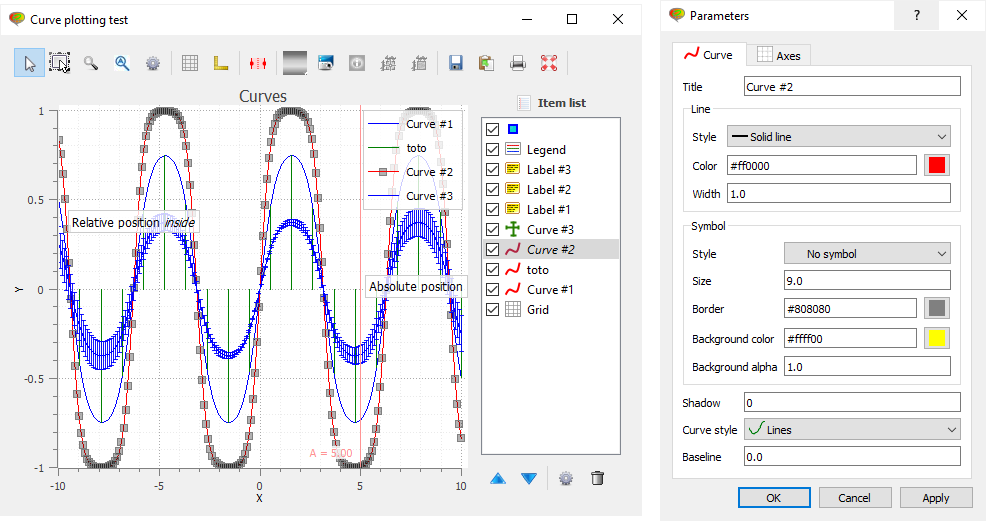 Curve plotting test
Curves
1
0.5
0
-0.5
-1
Y
-10
-5
0
5
10
X
Curve #1
toto
Curve #2
Curve #3
Relative position inside
Absolute position
A = 5.00
Item list
Legend
Label #3
Label #2
Label #1
Curve #3
Curve #2
toto
Curve #1
Grid
Parameters
?
Curve
Axes
Title
Curve #2
Line
Style
Solid line
Color
#ff0000
Width
1.0
Symbol
Style
No symbol
Size
9.0
Border
#808080
Background color
#ffff00
Background alpha
1.0
Shadow
0
Curve style
Lines
Baseline
0.0
OK
Cancel
Apply